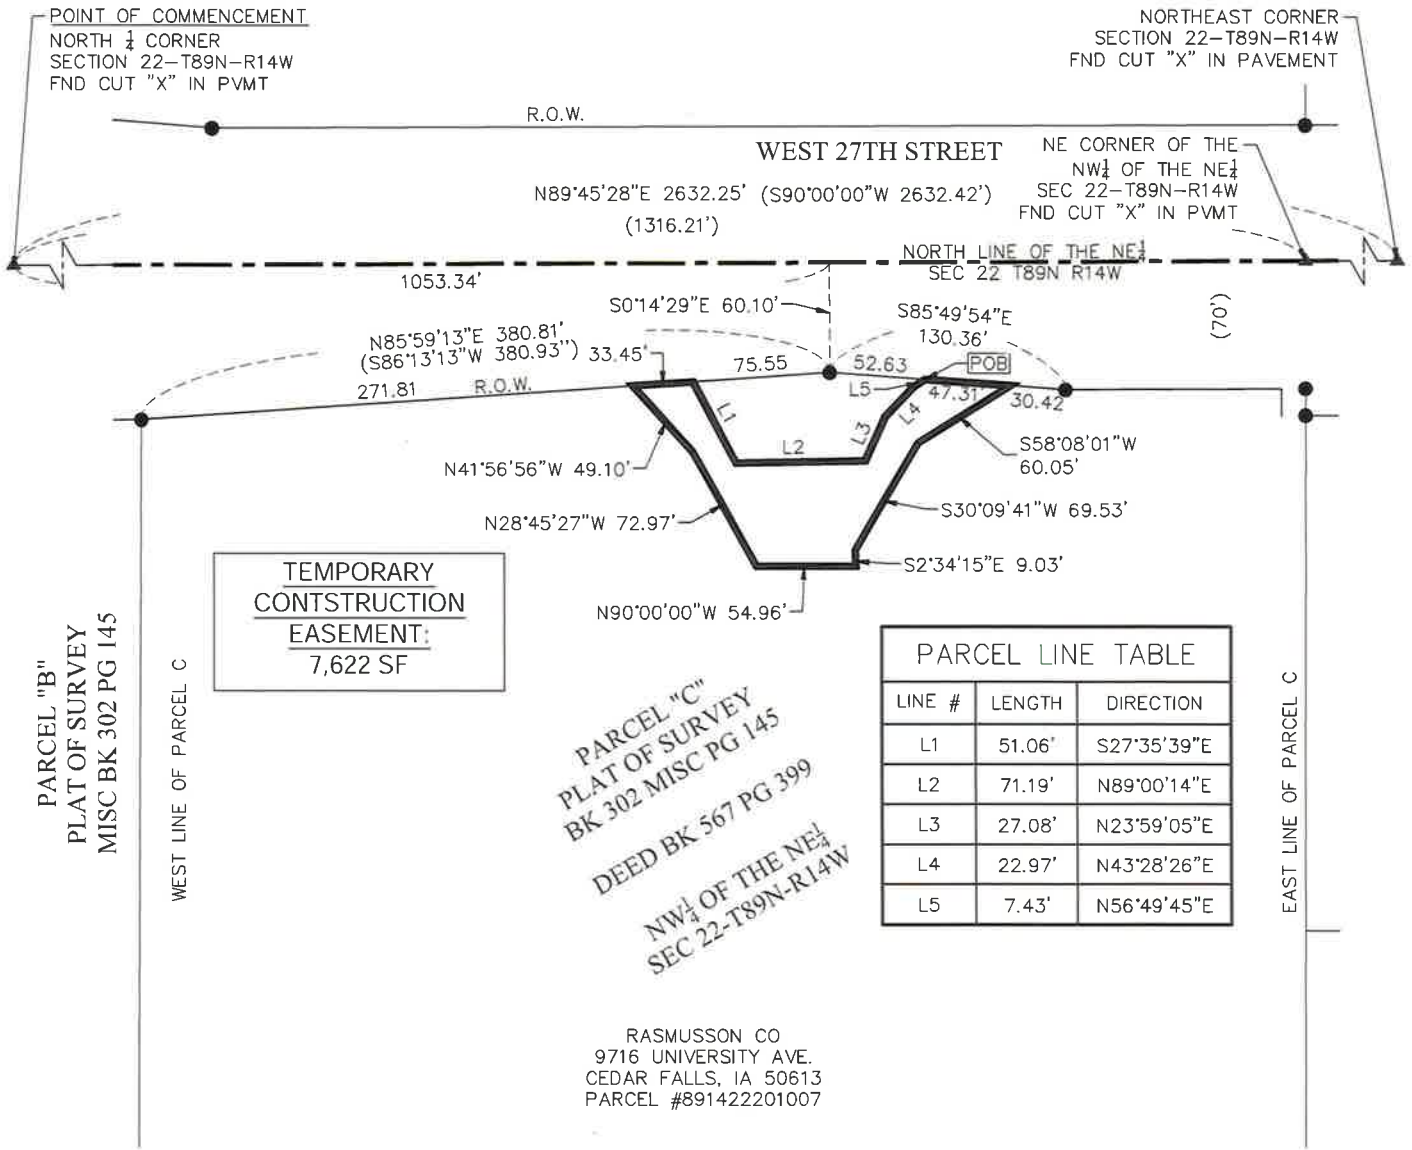 POINT OF COMMENCEMENT
NORTH 1/4 CORNER
SECTION 22-T89N-R14W
FND CUT "X" IN PVMT
NORTHEAST CORNER
SECTION 22-T89N-R14W
FND CUT "X" IN PAVEMENT
R.O.W.
WEST 27TH STREET
NE CORNER OF THE
NW1/4 OF THE NE1/4
SEC 22-T89N-R14W
FND CUT "X" IN PVMT
N89°45'28"E 2632.25' (S90°00'00"W 2632.42')
(1316.21')
NORTH LINE OF THE NE1/4
SEC 22 T89N R14W
1053.34'
S0°14'29"E 60.10'
S85°49'54"E
130.36'
(70')
N85°59'13"E 380.81'
(S86°13'13"W 380.93")
33.45'
75.55
52.63
POB
271.81
R.O.W.
L5
47.31
30.42
L1
L2
L3
L4
N41°56'56"W 49.10'
S58°08'01"W
60.05'
N28°45'27"W 72.97'
S30°09'41"W 69.53'
S2°34'15"E 9.03'
N90°00'00"W 54.96'
TEMPORARY
CONTSTRUCTION
EASEMENT:
7,622 SF
PARCEL "B"
PLAT OF SURVEY
MISC BK 302 PG 145
WEST LINE OF PARCEL C
PARCEL "C"
PLAT OF SURVEY
BK 302 MISC PG 145
DEED BK 567 PG 399
NW1/4 OF THE NE1/4
SEC 22-T89N-R14W
PARCEL LINE TABLE
LINE # LENGTH DIRECTION
L1 51.06' S27°35'39"E
L2 71.19' N89°00'14"E
L3 27.08' N23°59'05"E
L4 22.97' N43°28'26"E
L5 7.43' N56°49'45"E
EAST LINE OF PARCEL C
RASMUSSON CO
9716 UNIVERSITY AVE.
CEDAR FALLS, IA 50613
PARCEL #891422201007